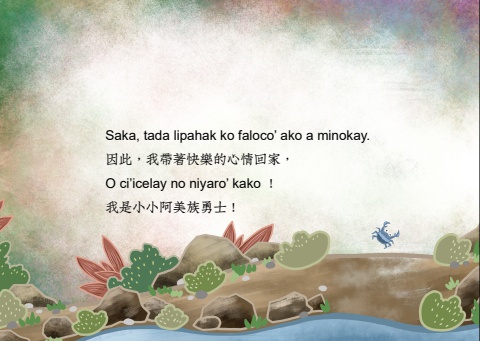 Saka, tada lipahak ko faloco’ ako a minokay.
因此，我帶著快樂的心情回家，
O ci’icelay no niyaro’ kako ！
我是小小阿美族勇士！